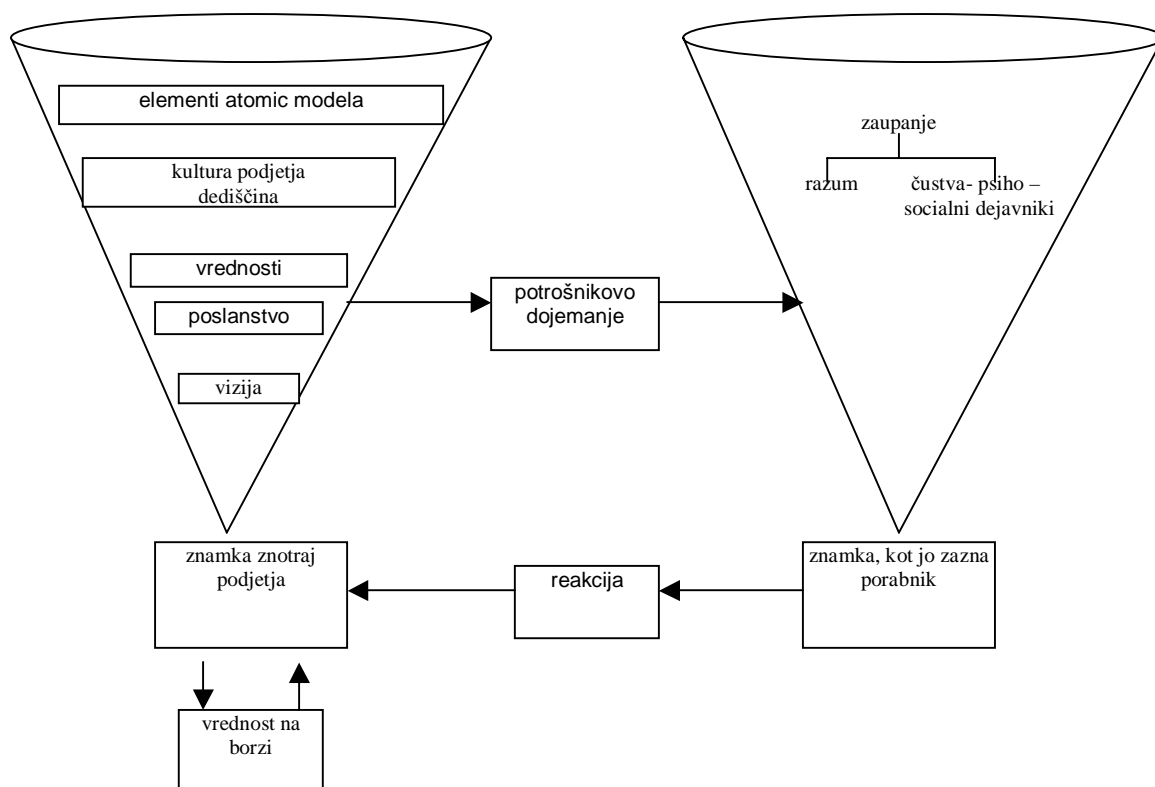 elementi atomic modela
kultura podjetja
dediščina
vrednosti
poslanstvo
vizija
potrošnikovo
dojemanje
zaupanje
razum
čustva- psiho –
socialni dejavniki
znamka znotraj
podjetja
reakcija
znamka, kot jo zazna
porabnik
vrednost na
borzi